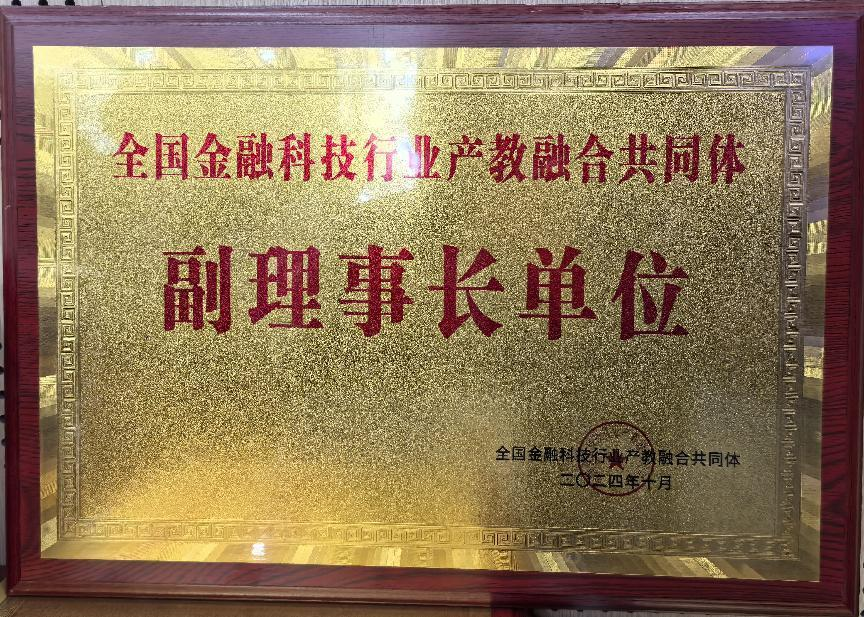 全国金融科技行业产教融合共同体
副理事长单位
全国金融科技行业产教融合共同体
二〇二四年十月